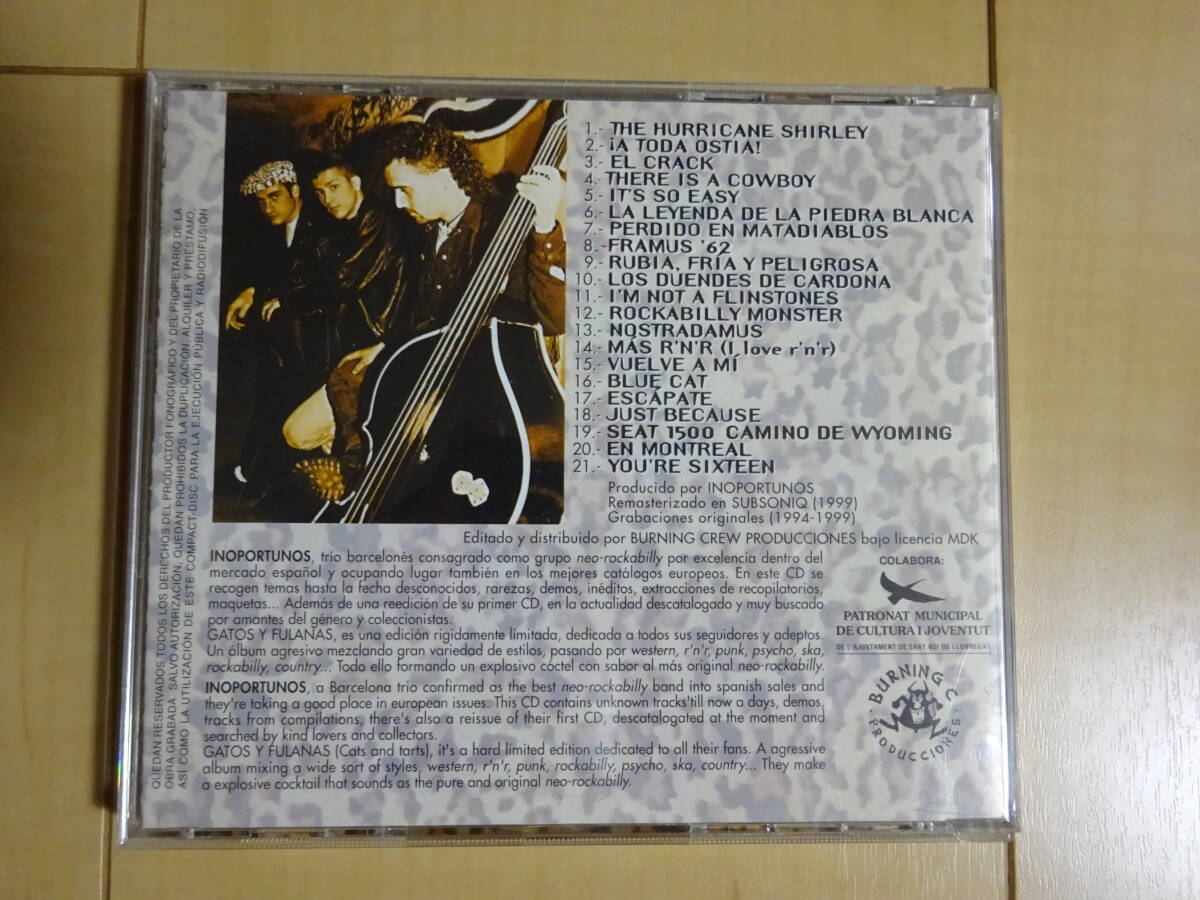 1.- THE HURRICANE SHIRLEY
2.- ¡A TODA OSTIA!
3.- EL CRACK
4.- THERE IS A COWBOY
5.- IT'S SO EASY
6.- LA LEYENDA DE LA PIEDRA BLANCA
7.- PERDIDO EN MATADIABLOS
8.- FRAMUS '62
9.- RUBIA, FRÍA Y PELIGROSA
10.- LOS DUENDES DE CARDONA
11.- I'M NOT A FLINSTONES
12.- ROCKABILLY MONSTER
13.- NOSTRADAMUS
14.- MÁS R'N'R (I love r'n'r)
15.- VUELVE A MÍ
16.- BLUE CAT
17.- ESCÁPATE
18.- JUST BECAUSE
19.- SEAT 1500 CAMINO DE WYOMING
20.- EN MONTREAL
21.- YOU'RE SIXTEEN
Producido por INOPORTUNOS
Remasterizado en SUBSONIQ (1999)
Grabaciones originales (1994-1999)
Editado y distribuido por BURNING CREW PRODUCCIONES bajo licencia MDK
INOPORTUNOS, trio barcelonés consagrado como grupo neo-rockabilly por excelencia dentro del
mercado español y ocupando lugar también en los mejores catálogos europeos. En este CD se
recogen temas hasta la fecha desconocidos, rarezas, demos, inéditos, extracciones de recopilatorios,
maquetas... Además de una reedición de su primer CD, en la actualidad descatalogado y muy buscado
por amantes del género y coleccionistas.
GATOS Y FULANAS, es una edición rigidamente limitada, dedicada a todos sus seguidores y adeptos.
Un álbum agresivo mezclando gran variedad de estilos, pasando por western, r'n'r, punk, psycho, ska,
rockabilly, country... Todo ello formando un explosivo cóctel con sabor al más original neo-rockabilly.
INOPORTUNOS, a Barcelona trio confirmed as the best neo-rockabilly band into spanish sales and
they're taking a good place in european issues. This CD contains unknown tracks'till now a days, demos,
tracks from compilations, there's also a reissue of their first CD, descatalogated at the moment and
searched by kind lovers and collectors.
GATOS Y FULANAS (Cats and tarts), it's a hard limited edition dedicated to all their fans. A agressive
album mixing a wide sort of styles, western, r'n'r, punk, rockabilly, psycho, ska, country... They make
a explosive cocktail that sounds as the pure and original neo-rockabilly.
COLABORA:
PATRONAT MUNICIPAL
DE CULTURA I JOVENTUT
DE L'AJUNTAMENT DE SANT BOI DE LLOBREGAT
BURNING C.
PRODUCCIONES
QUEDAN RESERVADOS TODOS LOS DERECHOS DEL PRODUCTOR FONOGRÁFICO Y DEL PROPIETARIO DE LA
OBRA GRABADA. SALVO AUTORIZACIÓN, QUEDAN PROHIBIDOS LA DUPLICACIÓN, ALQUILER Y PRÉSTAMO,
ASÍ COMO LA UTILIZACIÓN DE ESTE COMPACT-DISC PARA LA EJECUCIÓN PÚBLICA Y RADIODIFUSIÓN